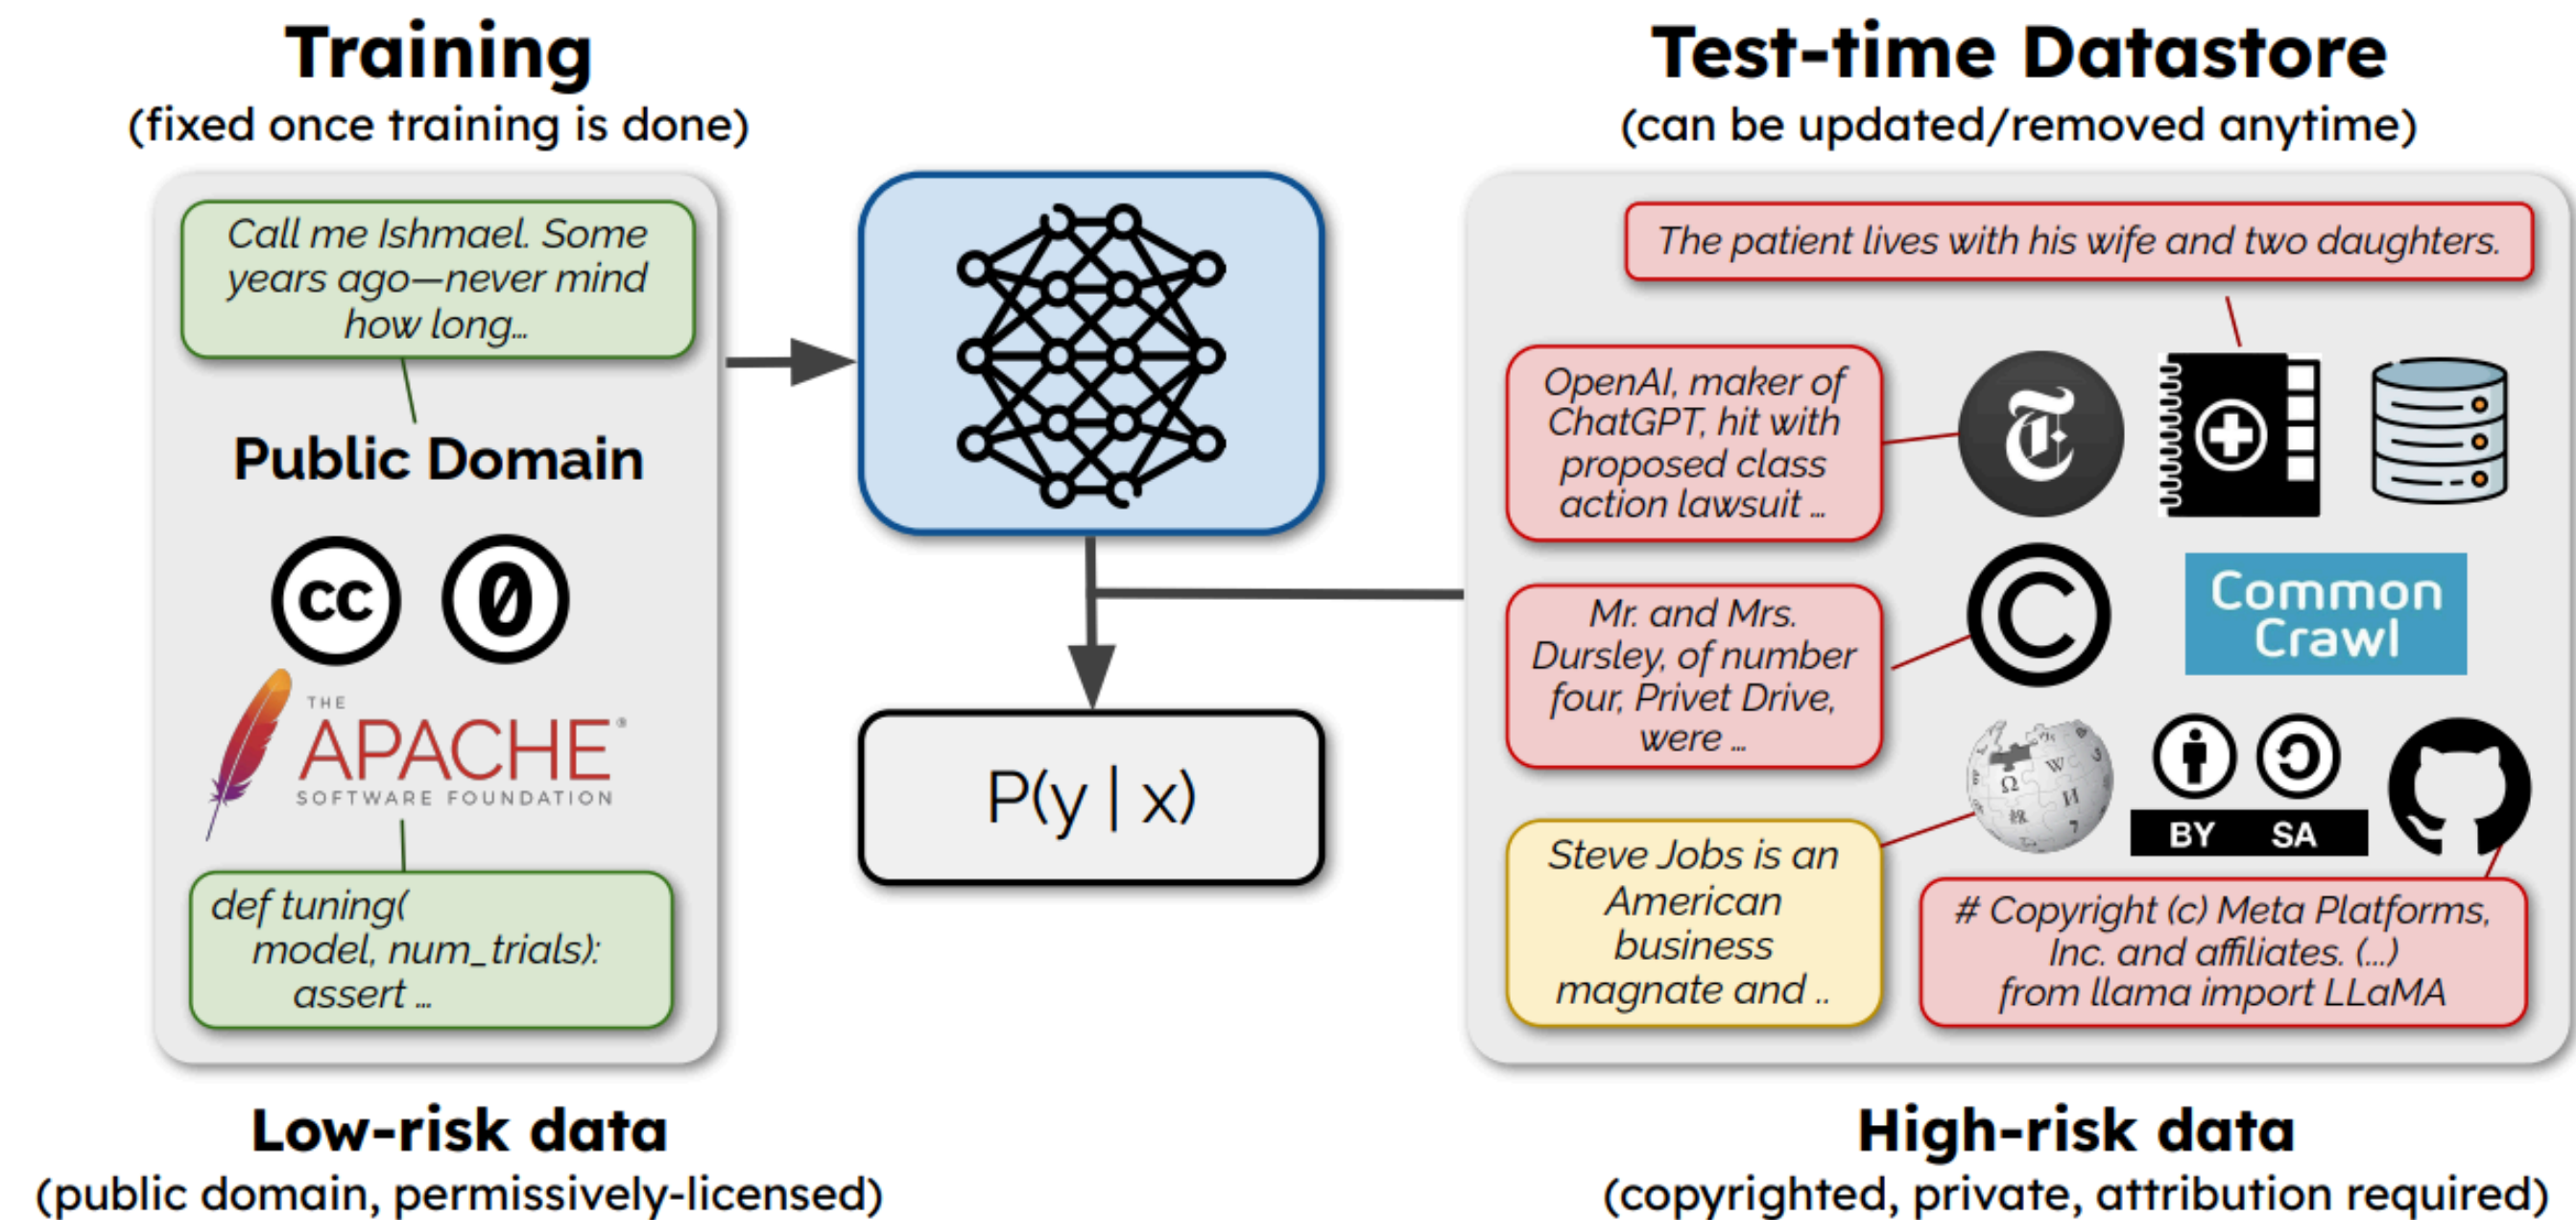 Training
(fixed once training is done)
Call me Ishmael. Some
years ago—never mind
how long...
Public Domain
cc
0
THE
APACHE®
SOFTWARE FOUNDATION
def tuning(
model, num_trials):
assert ...
Low-risk data
(public domain, permissively-licensed)
P(y | x)
Test-time Datastore
(can be updated/removed anytime)
The patient lives with his wife and two daughters.
OpenAI, maker of
ChatGPT, hit with
proposed class
action lawsuit ...
T
Mr. and Mrs.
Dursley, of number
four, Privet Drive,
were ...
©
Common
Crawl
Ω W И
BY SA
Steve Jobs is an
American
business
magnate and ..
# Copyright (c) Meta Platforms,
Inc. and affiliates. (...)
from llama import LLaMA
High-risk data
(copyrighted, private, attribution required)